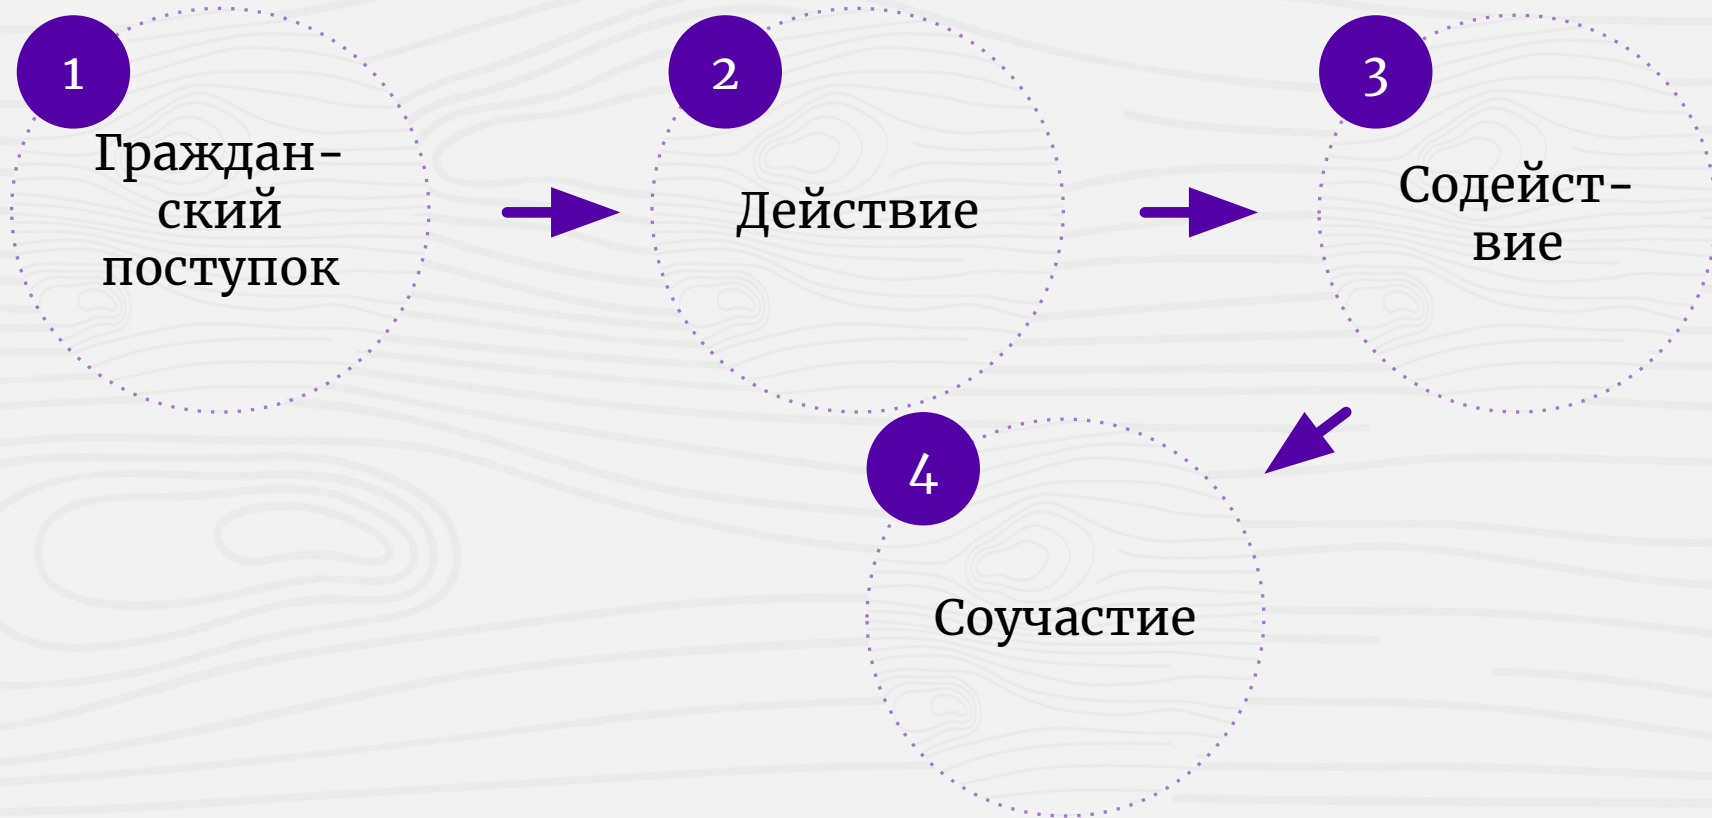 1
Граждан-
ский
поступок
2
Действие
3
Содейст-
вие
4
Соучастие